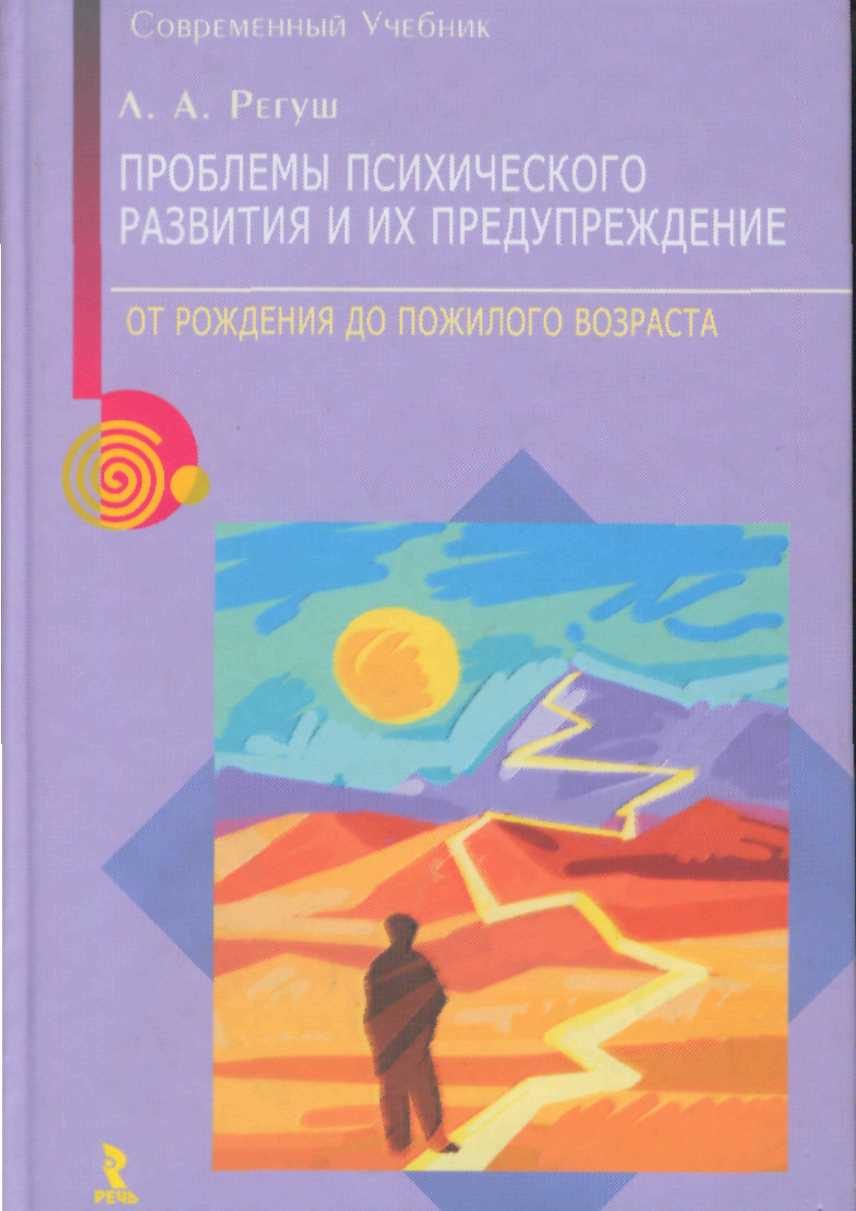 Современный Учебник
Л. А. Регуш
ПРОБЛЕМЫ ПСИХИЧЕСКОГО
РАЗВИТИЯ И ИХ ПРЕДУПРЕЖДЕНИЕ
ОТ РОЖДЕНИЯ ДО ПОЖИЛОГО ВОЗРАСТА
РЕЧЬ